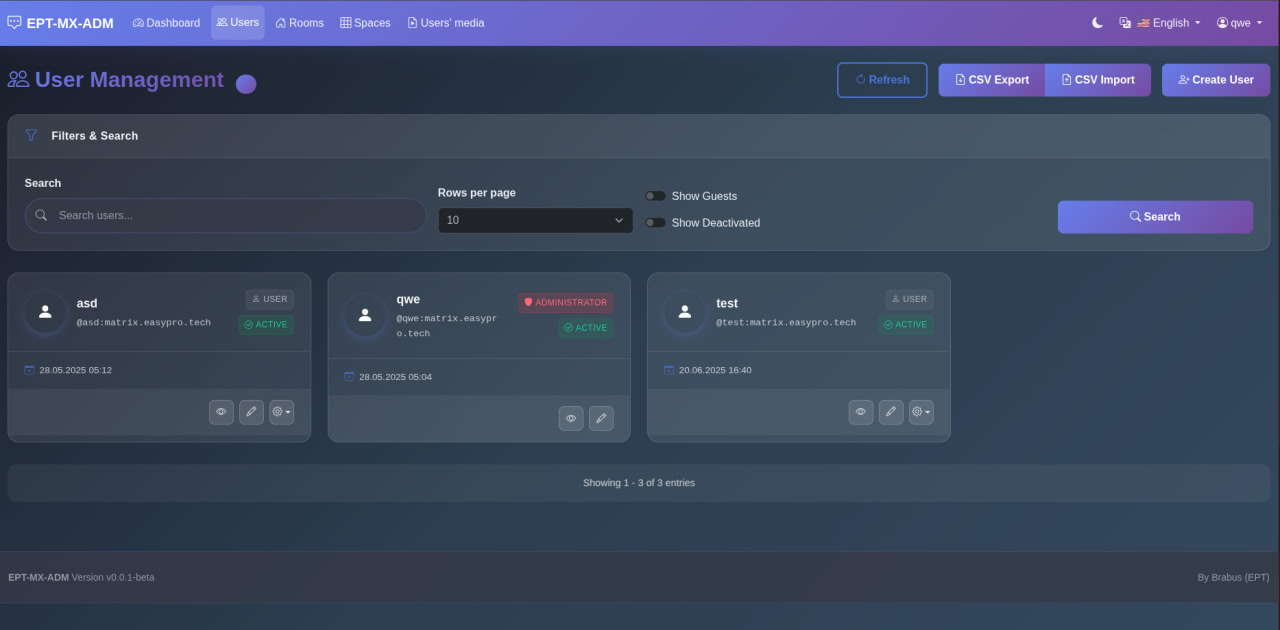 EPT-MX-ADM Dashboard Users Rooms Spaces Users' media English qwe
User Management Refresh CSV Export CSV Import Create User
Filters & Search
Search
Search users...
Rows per page
10
Show Guests
Show Deactivated
Search
asd
@asd:matrix.easypro.tech
USER
ACTIVE
28.05.2025 05:12
qwe
@qwe:matrix.easypr
o.tech
ADMINISTRATOR
ACTIVE
28.05.2025 05:04
test
@test:matrix.easypro.tech
USER
ACTIVE
20.06.2025 16:40
Showing 1 - 3 of 3 entries
EPT-MX-ADM Version v0.0.1-beta
By Brabus (EPT)